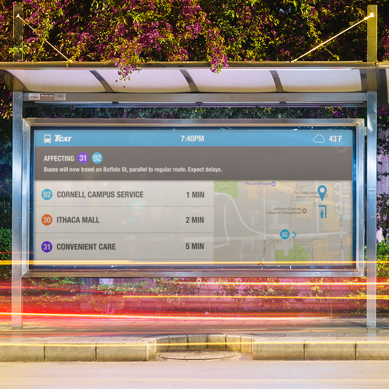 TCAT 7:40PM 43°F
AFFECTING 31 92
Buses will now travel on Buffalo St, parallel to regular route. Expect delays.
92 CORNELL CAMPUS SERVICE 1 MIN
30 ITHACA MALL 2 MIN
31 CONVENIENT CARE 5 MIN
92